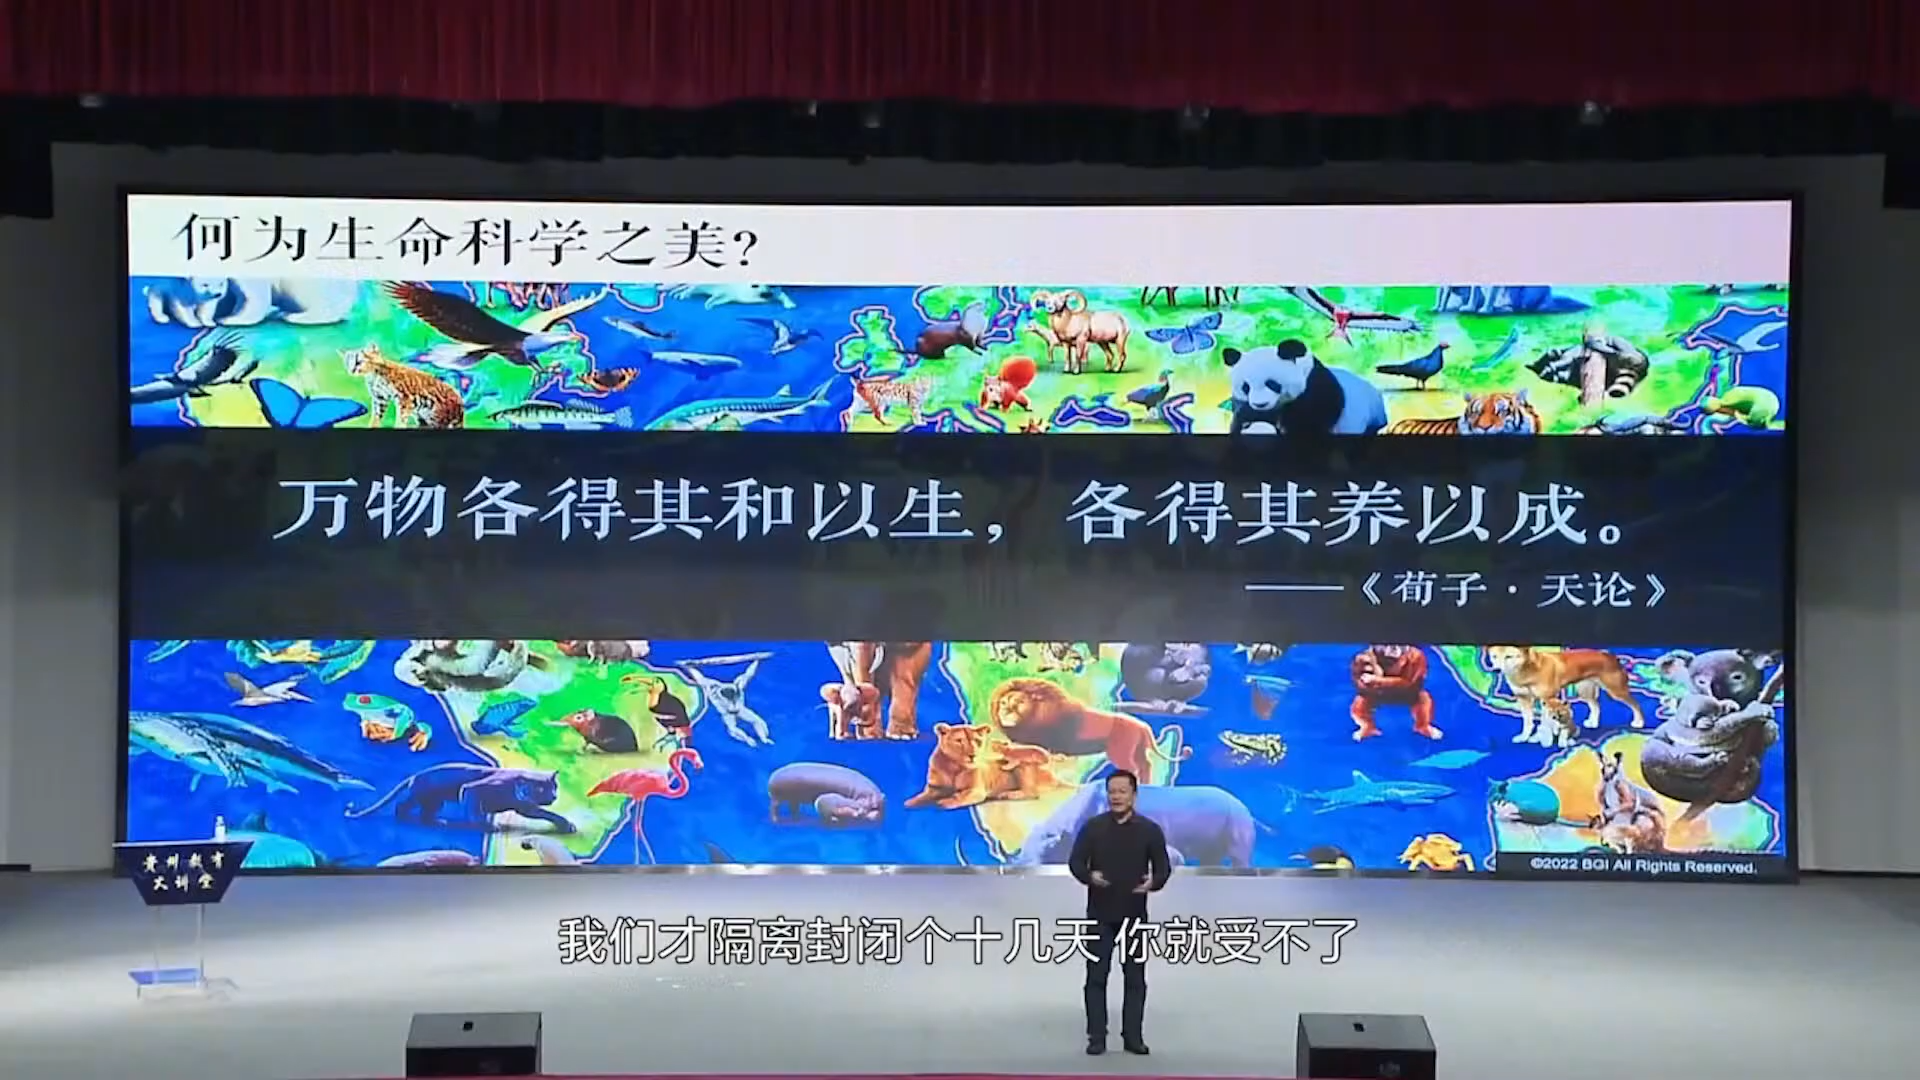 何为生命科学之美?
万物各得其和以生，各得其养以成。
——《荀子·天论》
©2022 BGI All Rights Reserved.
贵州教育
大讲堂
我们才隔离封闭个十几天 你就受不了